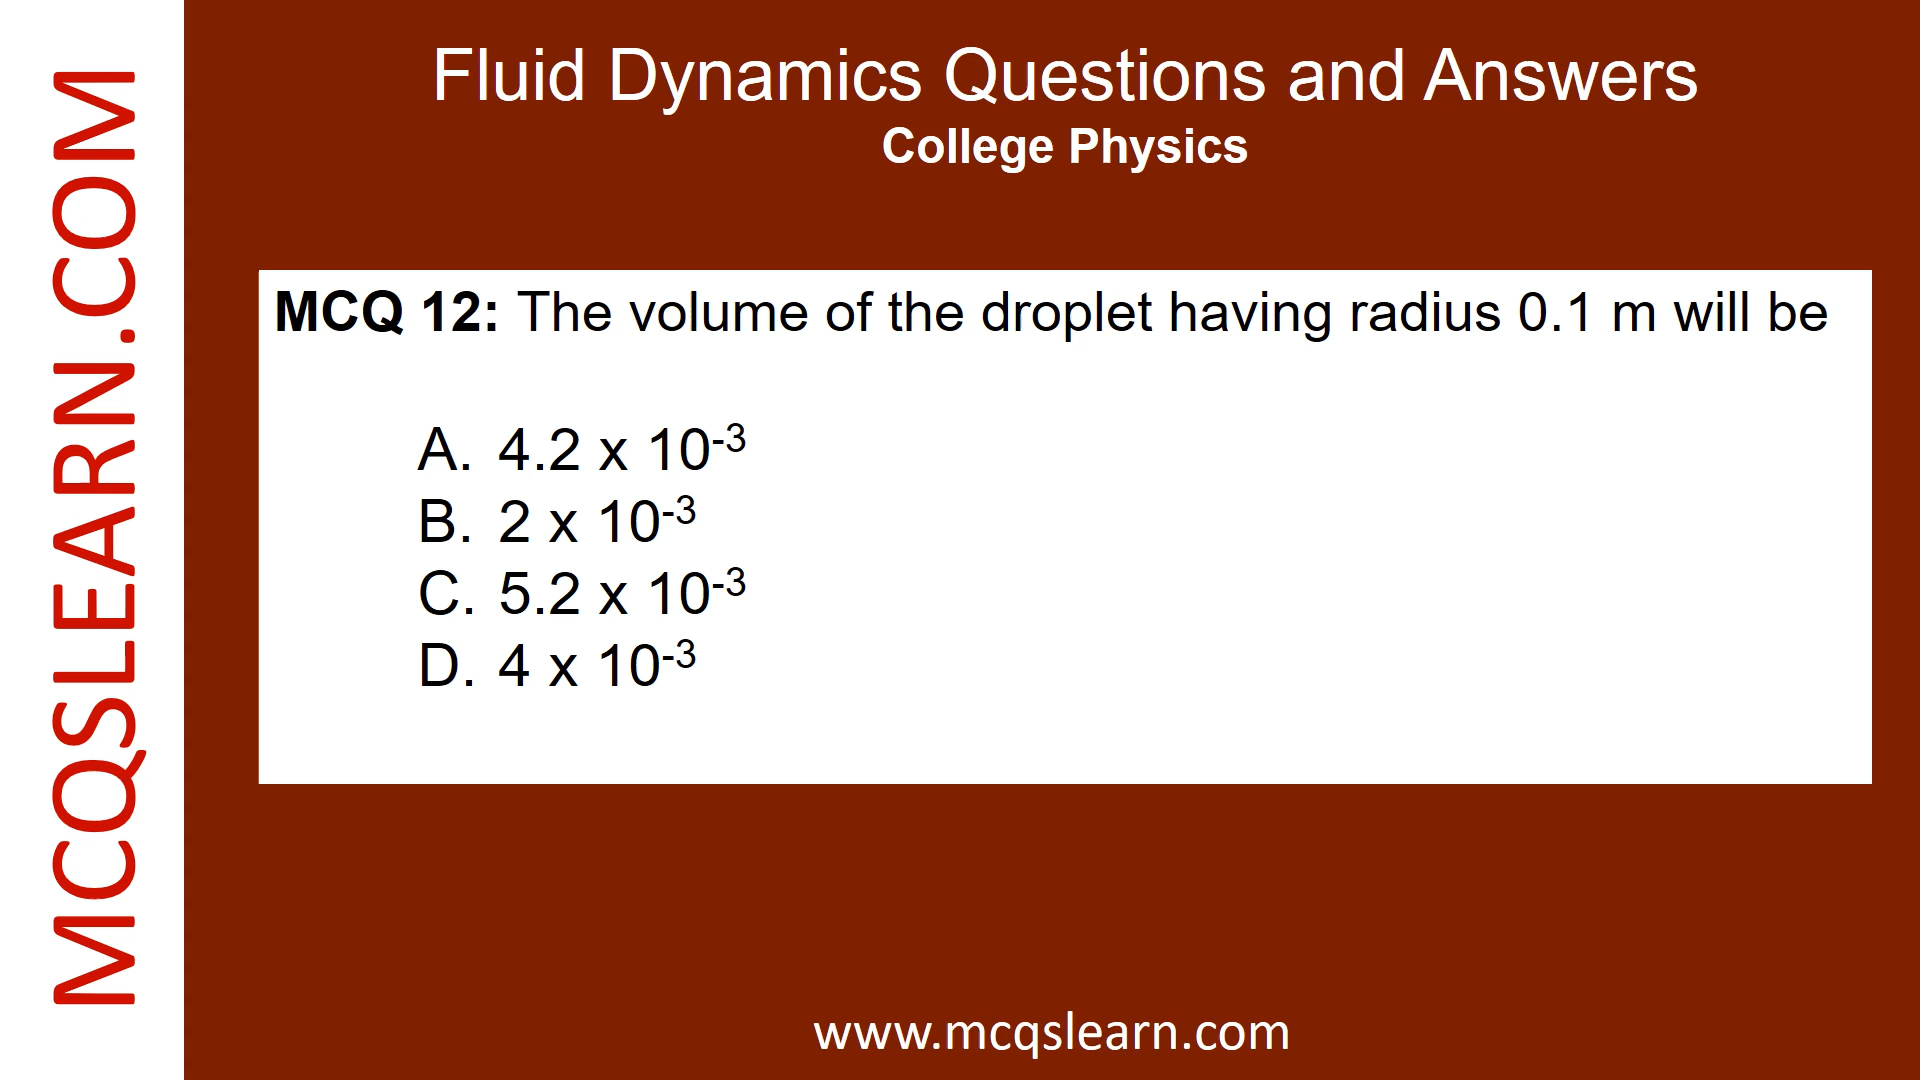 MCQSLEARN.COM
Fluid Dynamics Questions and Answers
College Physics
MCQ 12: The volume of the droplet having radius 0.1 m will be
A. 4.2 x 10⁻³
B. 2 x 10⁻³
C. 5.2 x 10⁻³
D. 4 x 10⁻³
www.mcqslearn.com